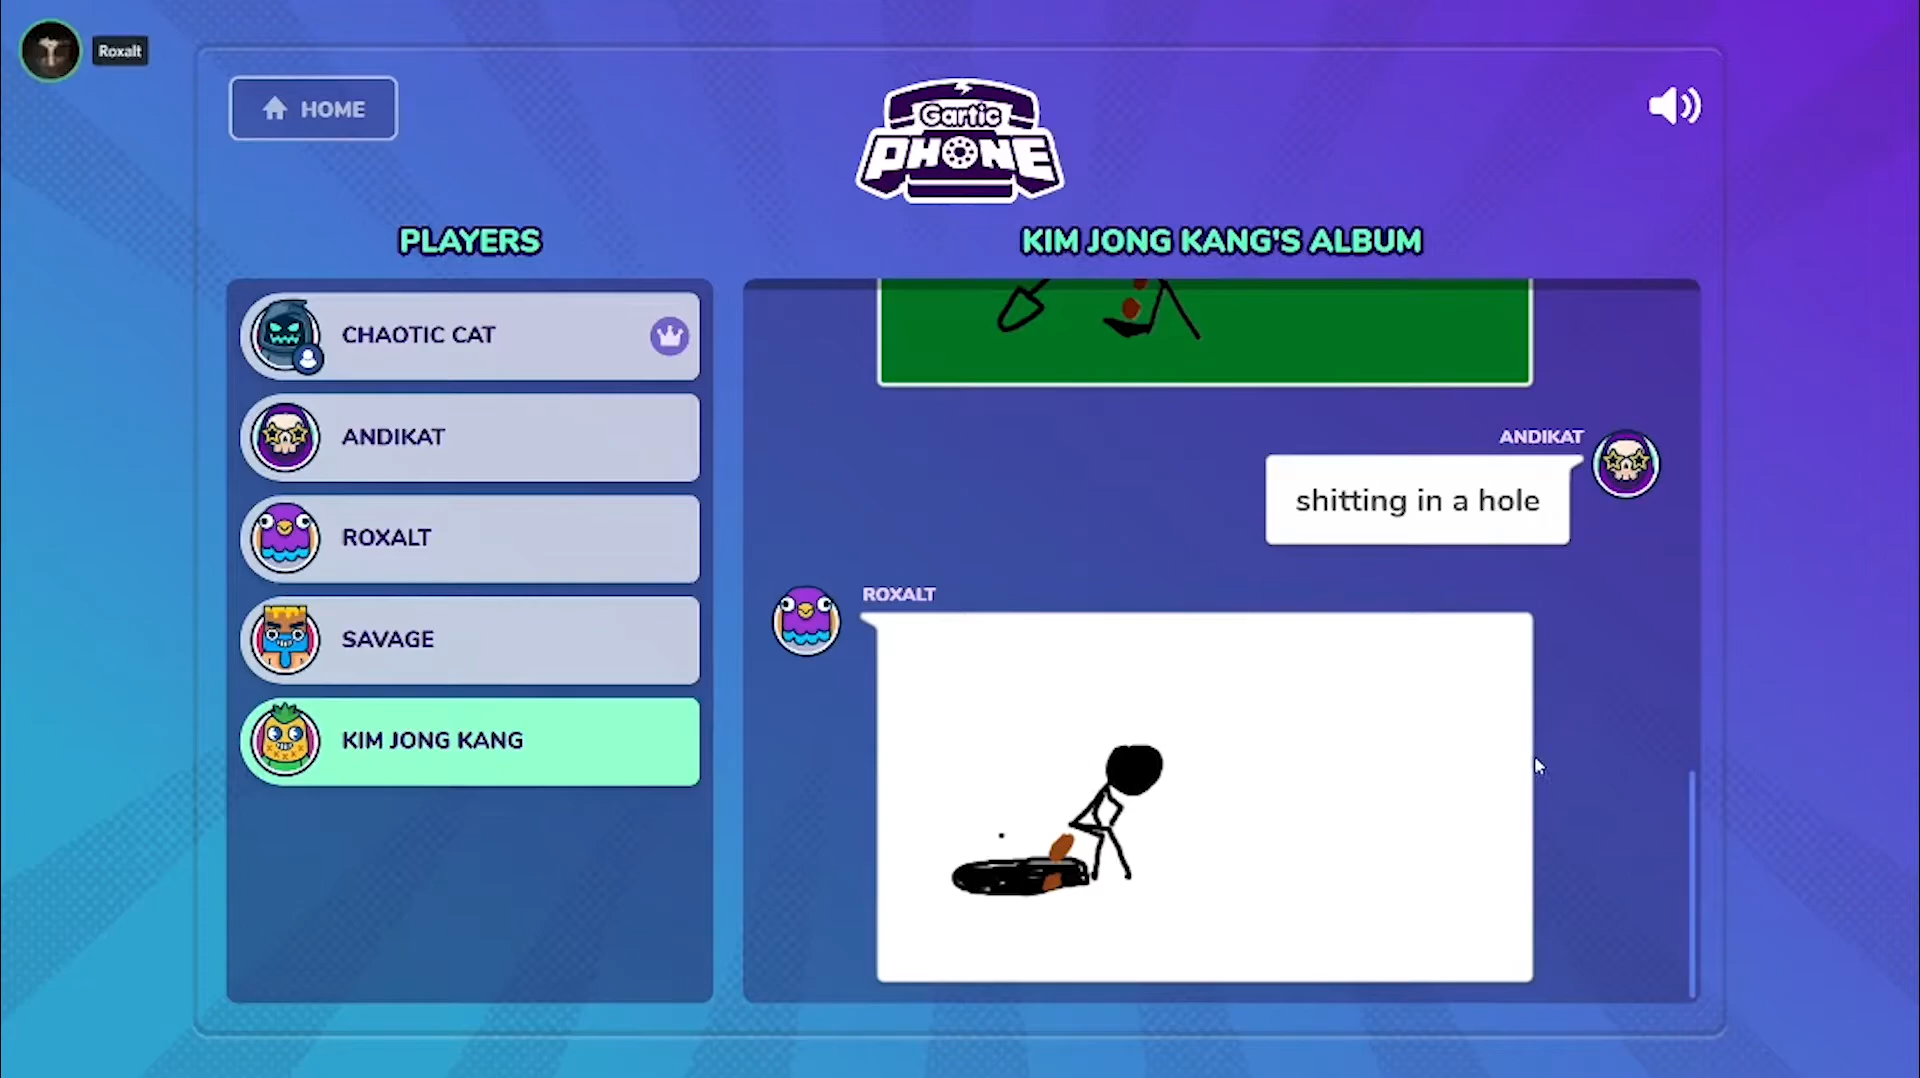 Roxalt
HOME
Gartic
PHONE
PLAYERS
KIM JONG KANG'S ALBUM
CHAOTIC CAT
ANDIKAT
ROXALT
SAVAGE
KIM JONG KANG
ANDIKAT
shitting in a hole
ROXALT